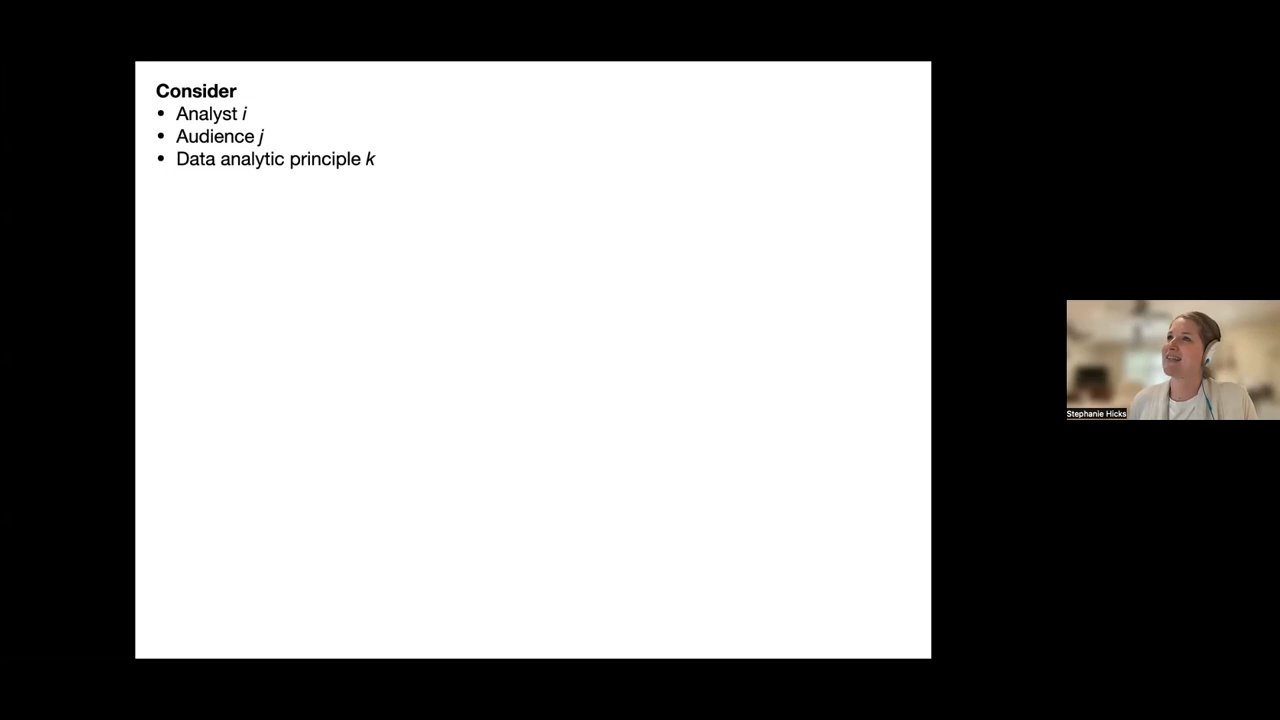 Consider
• Analyst i
• Audience j
• Data analytic principle k
Stephanie Hicks